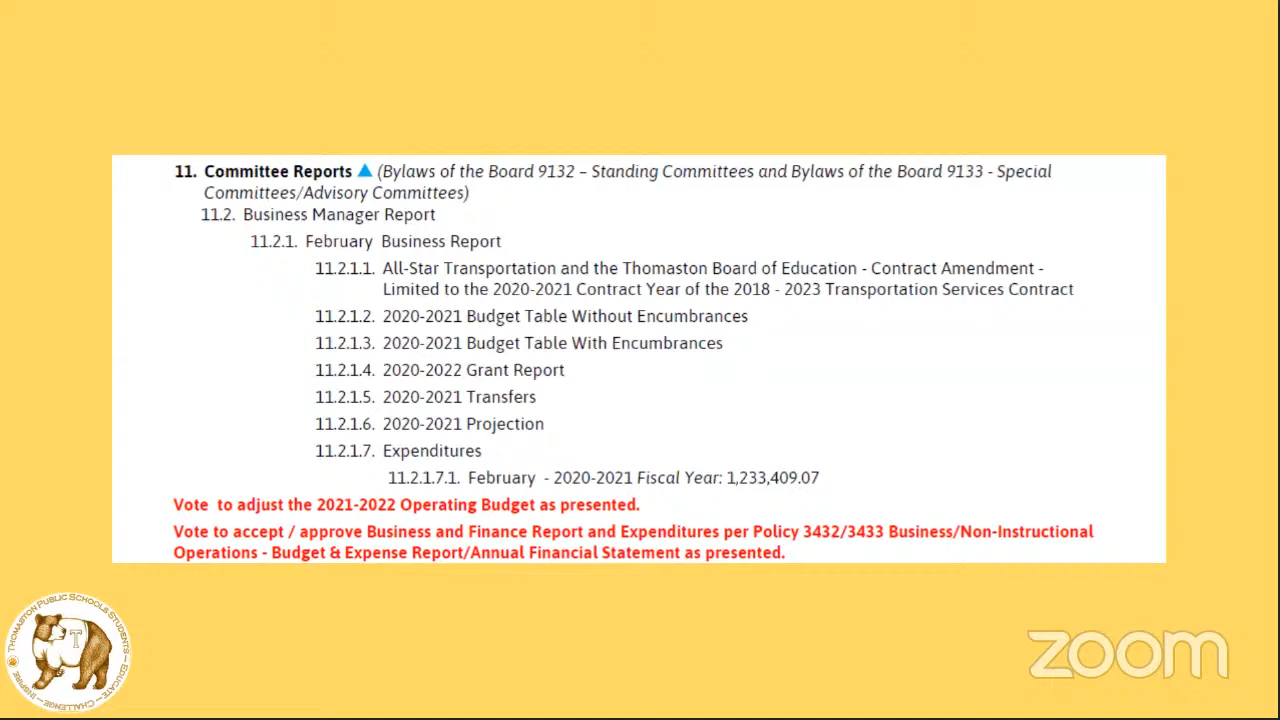 11. Committee Reports (Bylaws of the Board 9132 – Standing Committees and Bylaws of the Board 9133 - Special
Committees/Advisory Committees)
11.2. Business Manager Report
11.2.1. February Business Report
11.2.1.1. All-Star Transportation and the Thomaston Board of Education - Contract Amendment -
Limited to the 2020-2021 Contract Year of the 2018 - 2023 Transportation Services Contract
11.2.1.2. 2020-2021 Budget Table Without Encumbrances
11.2.1.3. 2020-2021 Budget Table With Encumbrances
11.2.1.4. 2020-2022 Grant Report
11.2.1.5. 2020-2021 Transfers
11.2.1.6. 2020-2021 Projection
11.2.1.7. Expenditures
11.2.1.7.1. February - 2020-2021 Fiscal Year: 1,233,409.07
Vote to adjust the 2021-2022 Operating Budget as presented.
Vote to accept / approve Business and Finance Report and Expenditures per Policy 3432/3433 Business/Non-Instructional
Operations - Budget & Expense Report/Annual Financial Statement as presented.
THOMASTON PUBLIC SCHOOLS STUDENTS
INSPIRE — CHALLENGE — EDUCATE
T
zoom